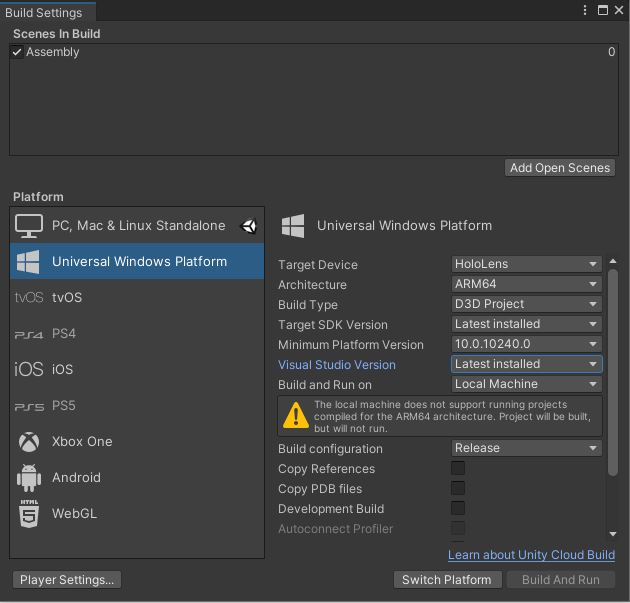 Build Settings
Scenes In Build
Assembly 0
Add Open Scenes
Platform
PC, Mac & Linux Standalone
Universal Windows Platform
tvOS tvOS
PS4 PS4
iOS iOS
PS5 PS5
Xbox One
Android
HTML 5 WebGL
Universal Windows Platform
Target Device HoloLens
Architecture ARM64
Build Type D3D Project
Target SDK Version Latest installed
Minimum Platform Version 10.0.10240.0
Visual Studio Version Latest installed
Build and Run on Local Machine
The local machine does not support running projects
compiled for the ARM64 architecture. Project will be built,
but will not run.
Build configuration Release
Copy References
Copy PDB files
Development Build
Autoconnect Profiler
Learn about Unity Cloud Build
Player Settings... Switch Platform Build And Run